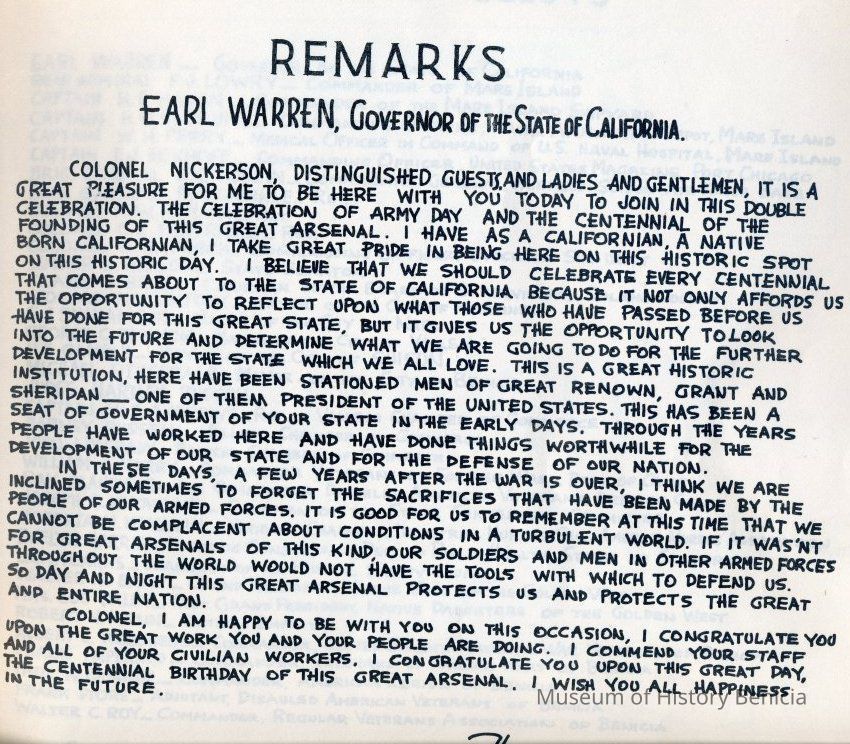 REMARKS
EARL WARREN, GOVERNOR OF THE STATE OF CALIFORNIA.
COLONEL NICKERSON, DISTINGUISHED GUESTS, AND LADIES AND GENTLEMEN, IT IS A
GREAT PLEASURE FOR ME TO BE HERE WITH YOU TODAY TO JOIN IN THIS DOUBLE
CELEBRATION. THE CELEBRATION OF ARMY DAY AND THE CENTENNIAL OF THE
FOUNDING OF THIS GREAT ARSENAL. I HAVE AS A CALIFORNIAN, A NATIVE
BORN CALIFORNIAN, I TAKE GREAT PRIDE IN BEING HERE ON THIS HISTORIC SPOT
ON THIS HISTORIC DAY. I BELIEVE THAT WE SHOULD CELEBRATE EVERY CENTENNIAL
THAT COMES ABOUT TO THE STATE OF CALIFORNIA BECAUSE IT NOT ONLY AFFORDS US
THE OPPORTUNITY TO REFLECT UPON WHAT THOSE WHO HAVE PASSED BEFORE US
HAVE DONE FOR THIS GREAT STATE, BUT IT GIVES US THE OPPORTUNITY TO LOOK
INTO THE FUTURE AND DETERMINE WHAT WE ARE GOING TO DO FOR THE FURTHER
DEVELOPMENT FOR THE STATE WHICH WE ALL LOVE. THIS IS A GREAT HISTORIC
INSTITUTION, HERE HAVE BEEN STATIONED MEN OF GREAT RENOWN, GRANT AND
SHERIDAN — ONE OF THEM PRESIDENT OF THE UNITED STATES. THIS HAS BEEN A
SEAT OF GOVERNMENT OF YOUR STATE IN THE EARLY DAYS. THROUGH THE YEARS
PEOPLE HAVE WORKED HERE AND HAVE DONE THINGS WORTHWHILE FOR THE
DEVELOPMENT OF OUR STATE AND FOR THE DEFENSE OF OUR NATION.
IN THESE DAYS, A FEW YEARS AFTER THE WAR IS OVER, I THINK WE ARE
INCLINED SOMETIMES TO FORGET THE SACRIFICES THAT HAVE BEEN MADE BY THE
PEOPLE OF OUR ARMED FORCES. IT IS GOOD FOR US TO REMEMBER AT THIS TIME THAT WE
CANNOT BE COMPLACENT ABOUT CONDITIONS IN A TURBULENT WORLD. IF IT WAS'NT
FOR GREAT ARSENALS OF THIS KIND, OUR SOLDIERS AND MEN IN OTHER ARMED FORCES
THROUGHOUT THE WORLD WOULD NOT HAVE THE TOOLS WITH WHICH TO DEFEND US.
SO DAY AND NIGHT THIS GREAT ARSENAL PROTECTS US AND PROTECTS THE GREAT
AND ENTIRE NATION.
COLONEL, I AM HAPPY TO BE WITH YOU ON THIS OCCASION, I CONGRATULATE YOU
UPON THE GREAT WORK YOU AND YOUR PEOPLE ARE DOING. I COMMEND YOUR STAFF
AND ALL OF YOUR CIVILIAN WORKERS. I CONGRATULATE YOU UPON THIS GREAT DAY,
THE CENTENNIAL BIRTHDAY OF THIS GREAT ARSENAL. I WISH YOU ALL HAPPINESS
IN THE FUTURE.
Museum of History Benicia